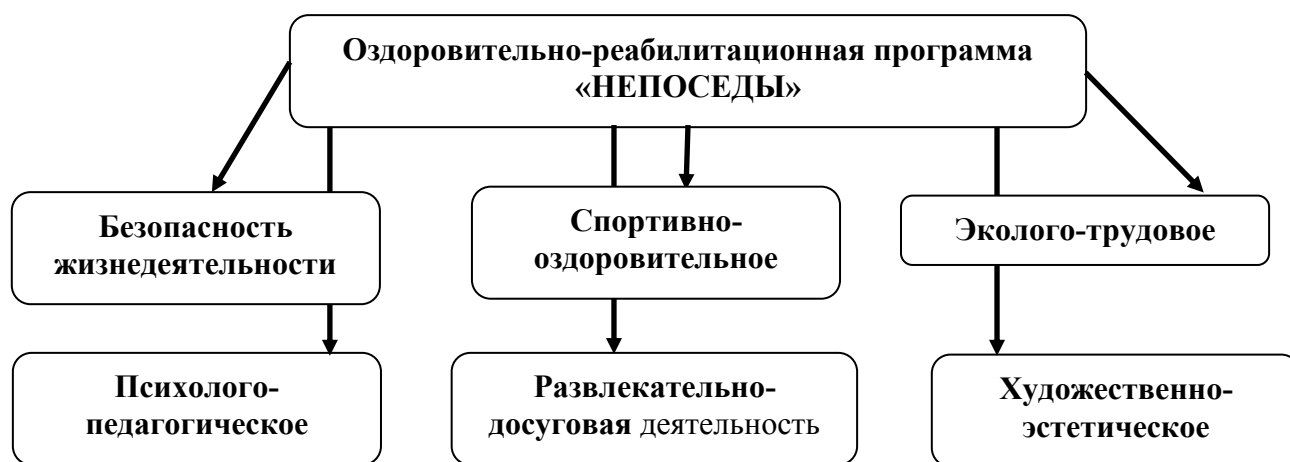 Оздоровительно-реабилитационная программа
«НЕПОСЕДЫ»
Безопасность
жизнедеятельности
Спортивно-
оздоровительное
Эколого-трудовое
Психолого-
педагогическое
Развлекательно-
досуговая деятельность
Художественно-
эстетическое